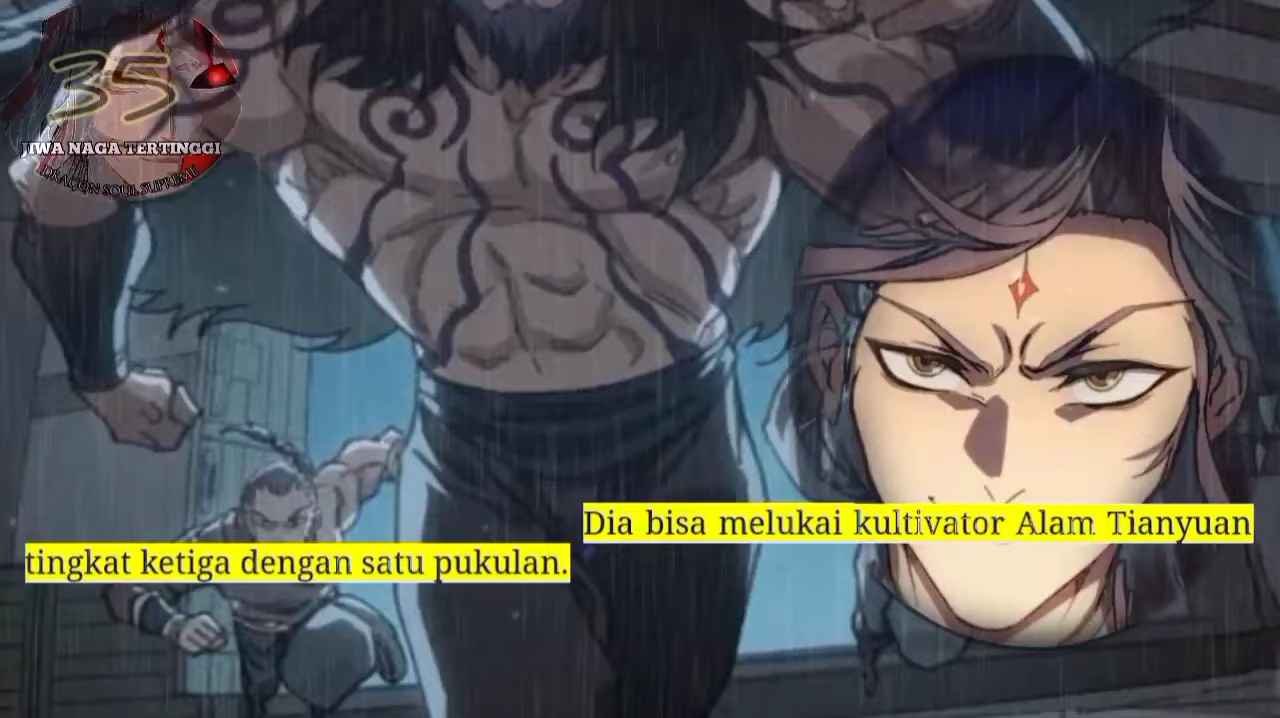 35
JIWA NAGA TERTINGGI
DRAGON SOUL SUPREME
Dia bisa melukai kultivator Alam Tianyuan
tingkat ketiga dengan satu pukulan.